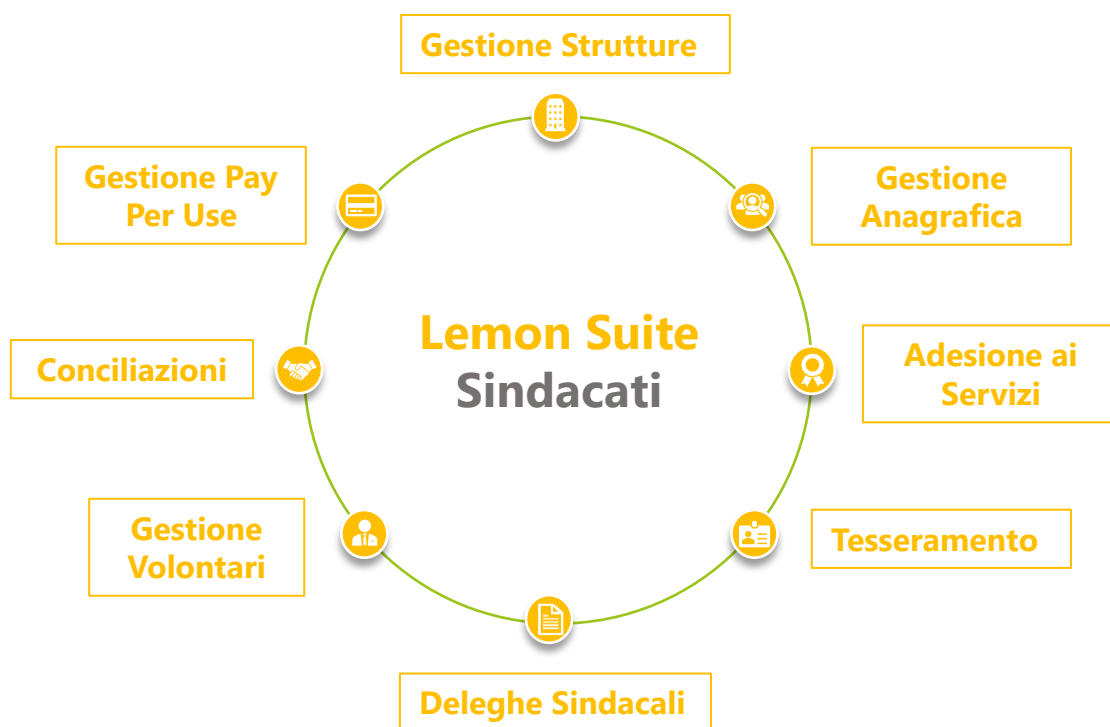 Gestione Strutture
Gestione Pay
Per Use
Gestione
Anagrafica
Lemon Suite
Sindacati
Conciliazioni
Adesione ai
Servizi
Gestione
Volontari
Tesseramento
Deleghe Sindacali